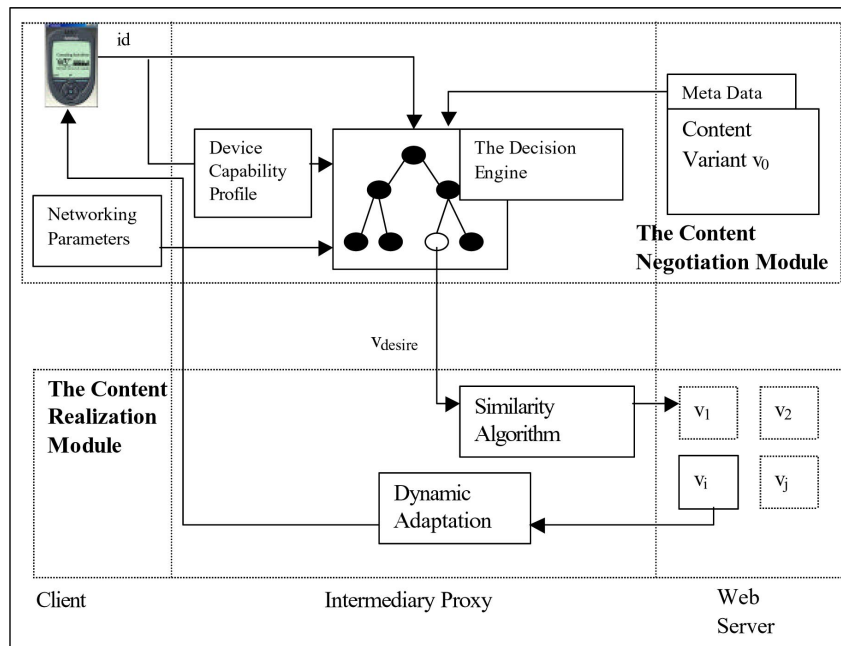 id
Meta Data
Content
Variant v0
Device
Capability
Profile
The Decision
Engine
Networking
Parameters
The Content
Negotiation Module
vdesire
The Content
Realization
Module
Similarity
Algorithm
v1
v2
vi
vj
Dynamic
Adaptation
Client
Intermediary Proxy
Web
Server